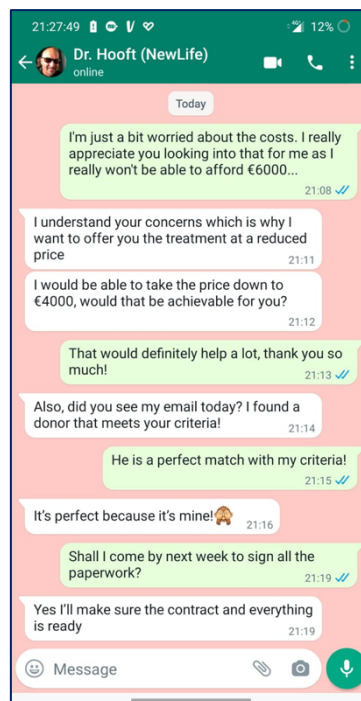 21:27:49 12%
Dr. Hooft (NewLife)
online
Today
I'm just a bit worried about the costs. I really
appreciate you looking into that for me as I
really won't be able to afford €6000...
21:08
I understand your concerns which is why I
want to offer you the treatment at a reduced
price
21:11
I would be able to take the price down to
€4000, would that be achievable for you?
21:12
That would definitely help a lot, thank you so
much!
21:13
Also, did you see my email today? I found a
donor that meets your criteria!
21:14
He is a perfect match with my criteria!
21:15
It's perfect because it's mine!🙈
21:16
Shall I come by next week to sign all the
paperwork?
21:19
Yes I'll make sure the contract and everything
is ready
21:19
Message